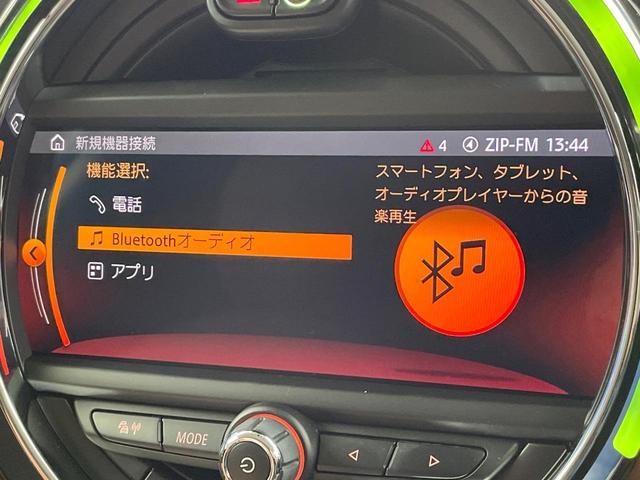 新規機器接続
4 ZIP-FM 13:44
機能選択:
電話
Bluetoothオーディオ
アプリ
スマートフォン、タブレット、
オーディオプレイヤーからの音
楽再生
MODE